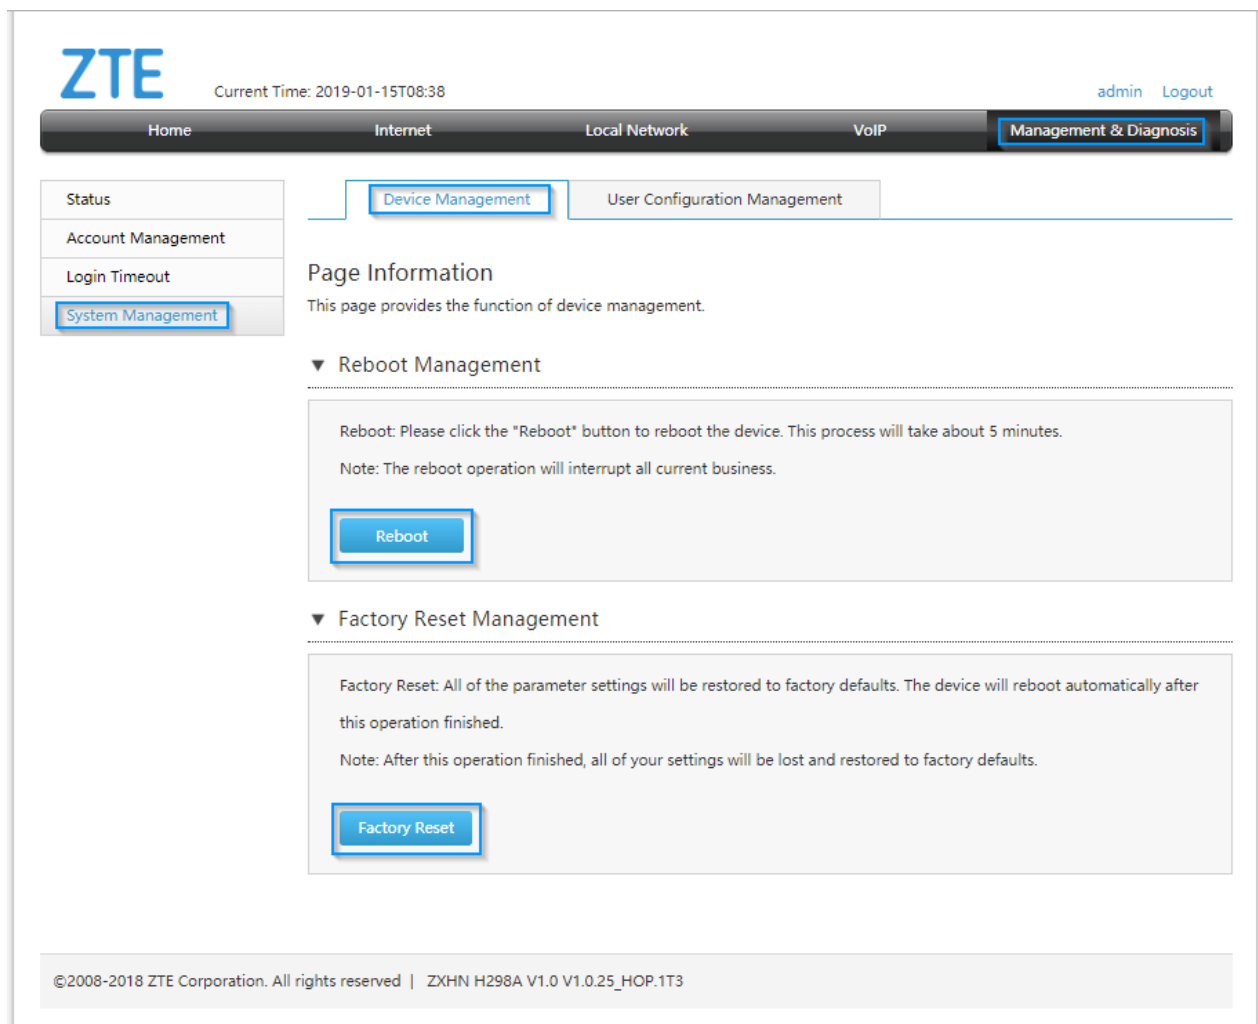 ZTE
Current Time: 2019-01-15T08:38
admin Logout
Home Internet Local Network VoIP Management & Diagnosis
Status
Account Management
Login Timeout
System Management
Device Management User Configuration Management
Page Information
This page provides the function of device management.
Reboot Management
Reboot: Please click the "Reboot" button to reboot the device. This process will take about 5 minutes.
Note: The reboot operation will interrupt all current business.
Reboot
Factory Reset Management
Factory Reset: All of the parameter settings will be restored to factory defaults. The device will reboot automatically after
this operation finished.
Note: After this operation finished, all of your settings will be lost and restored to factory defaults.
Factory Reset
©2008-2018 ZTE Corporation. All rights reserved | ZXHN H298A V1.0 V1.0.25_HOP.1T3